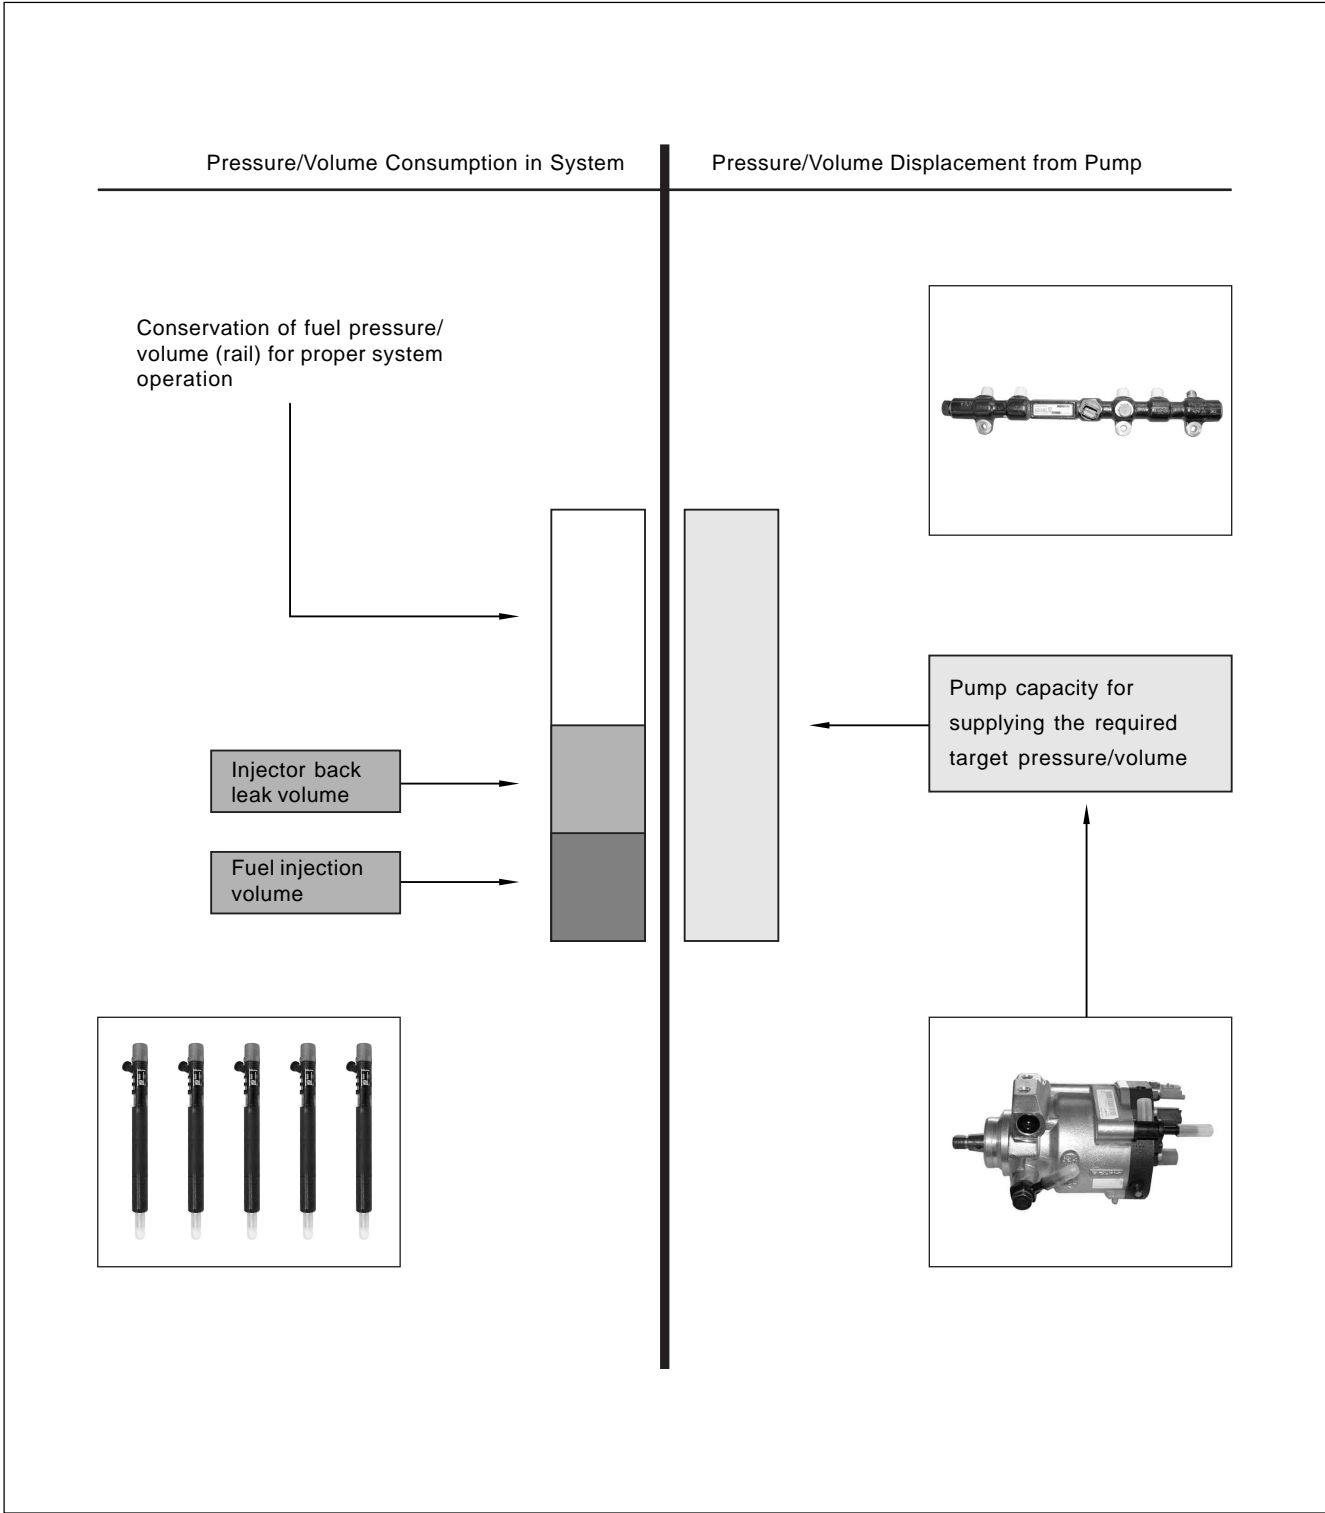 Pressure/Volume Consumption in System
Pressure/Volume Displacement from Pump
Conservation of fuel pressure/
volume (rail) for proper system
operation
Pump capacity for
supplying the required
target pressure/volume
Injector back
leak volume
Fuel injection
volume